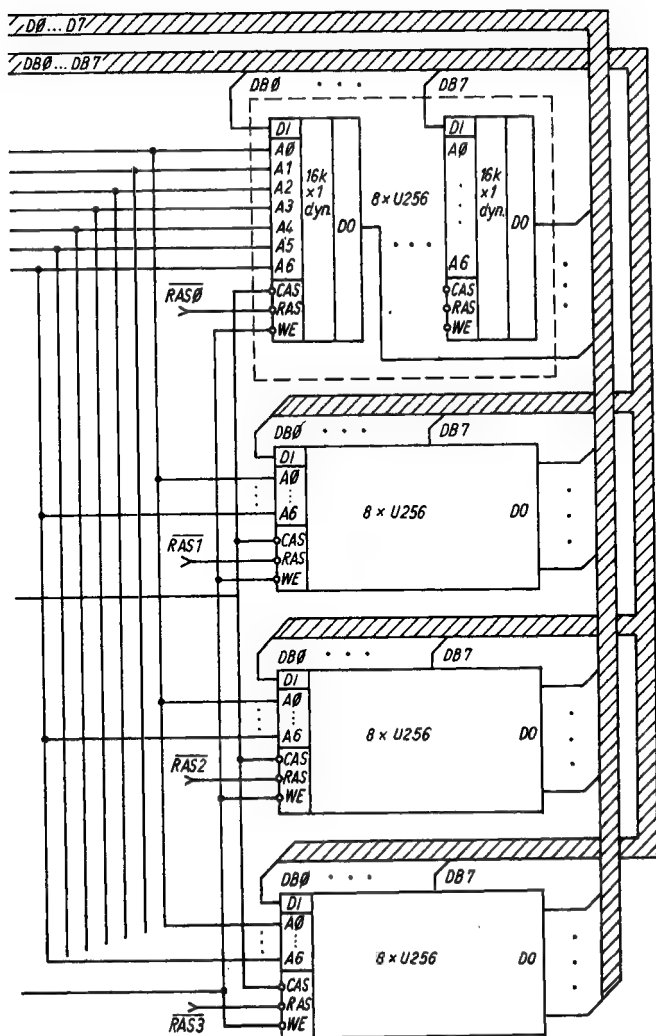 DØ...D7
DBØ...DB7
DBØ . . . DB7
DI DI
AØ AØ
A1
A2
A3
A4
A5
A6 A6
16k x1 dyn. 16k x1 dyn.
DO 8 x U256 DO
CAS CAS
RASØ RAS RAS
WE WE
DBØ . . . DB7
DI
AØ
A6
8 x U256 DO
CAS
RAS1 RAS
WE
DBØ . . . DB7
DI
AØ
A6
8 x U256 DO
CAS
RAS2 RAS
WE
DBØ . . . DB7
DI
AØ
A6
8 x U256 DO
CAS
RAS3 RAS
WE